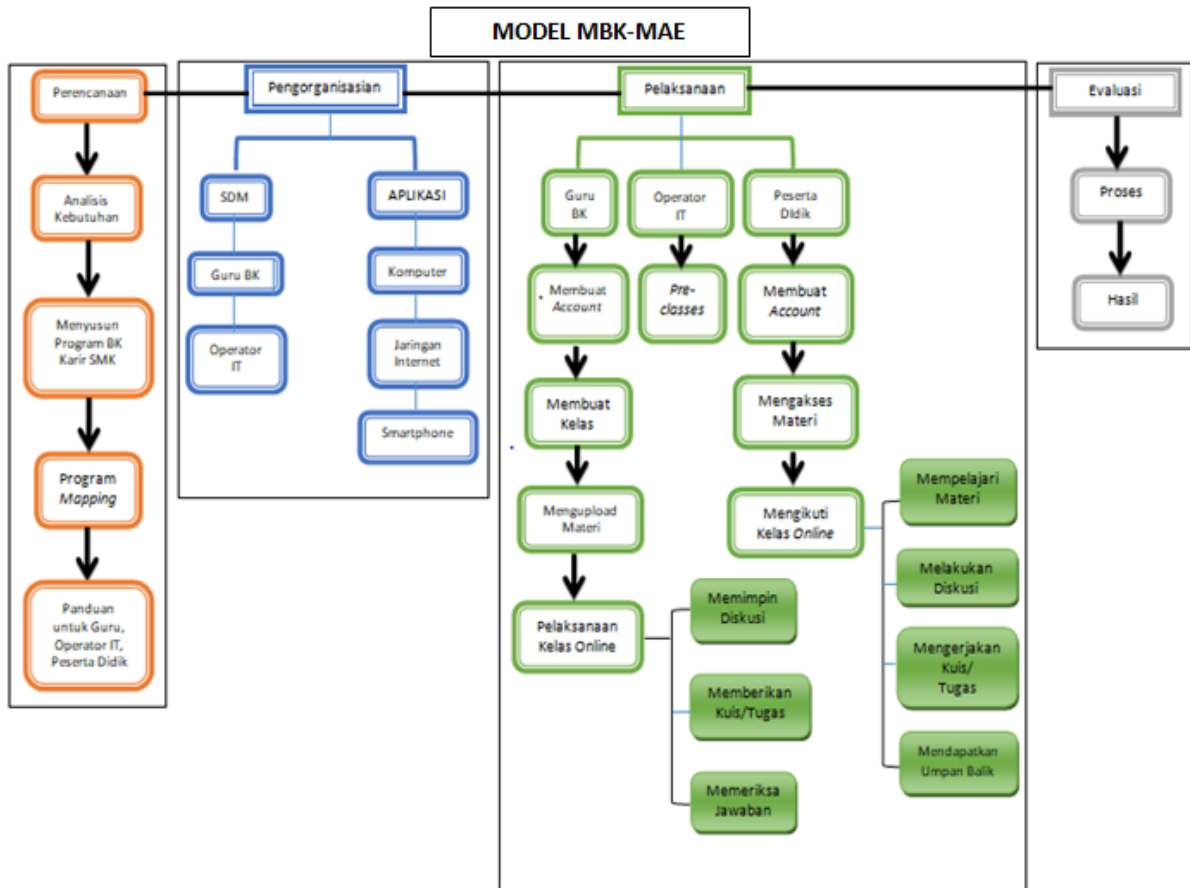 MODEL MBK-MAE
Perencanaan
Analisis
Kebutuhan
Menyusun
Program BK
Karir SMK
Program
Mapping
Panduan
untuk Guru,
Operator IT,
Peserta Didik
Pengorganisasian
SDM
Guru BK
Operator
IT
APLIKASI
Komputer
Jaringan
Internet
Smartphone
Pelaksanaan
Guru
BK
Membuat
Account
Membuat
Kelas
Mengupload
Materi
Pelaksanaan
Kelas Online
Memimpin
Diskusi
Memberikan
Kuis/Tugas
Memeriksa
Jawaban
Operator
IT
Pre-
classes
Peserta
DIdik
Membuat
Account
Mengakses
Materi
Mengikuti
Kelas Online
Mempelajari
Materi
Melakukan
Diskusi
Mengerjakan
Kuis/
Tugas
Mendapatkan
Umpan Balik
Evaluasi
Proses
Hasil